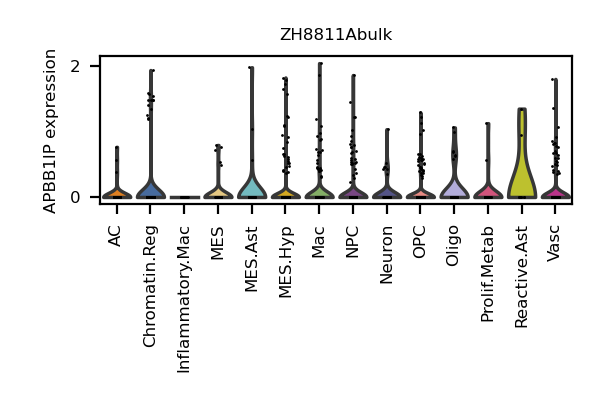 ZH8811Abulk
APBB1IP expression
2
0
AC
Chromatin.Reg
Inflammatory.Mac
MES
MES.Ast
MES.Hyp
Mac
NPC
Neuron
OPC
Oligo
Prolif.Metab
Reactive.Ast
Vasc